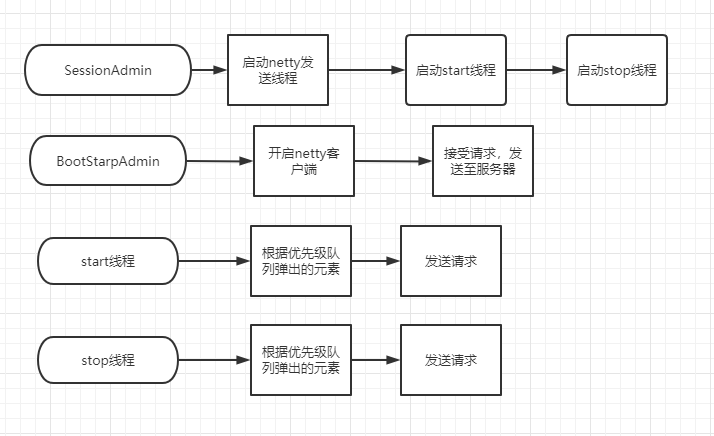 SessionAdmin
启动netty发
送线程
启动start线程
启动stop线程
BootStarpAdmin
开启netty客
户端
接受请求，发
送至服务器
start线程
根据优先级队
列弹出的元素
发送请求
stop线程
根据优先级队
列弹出的元素
发送请求